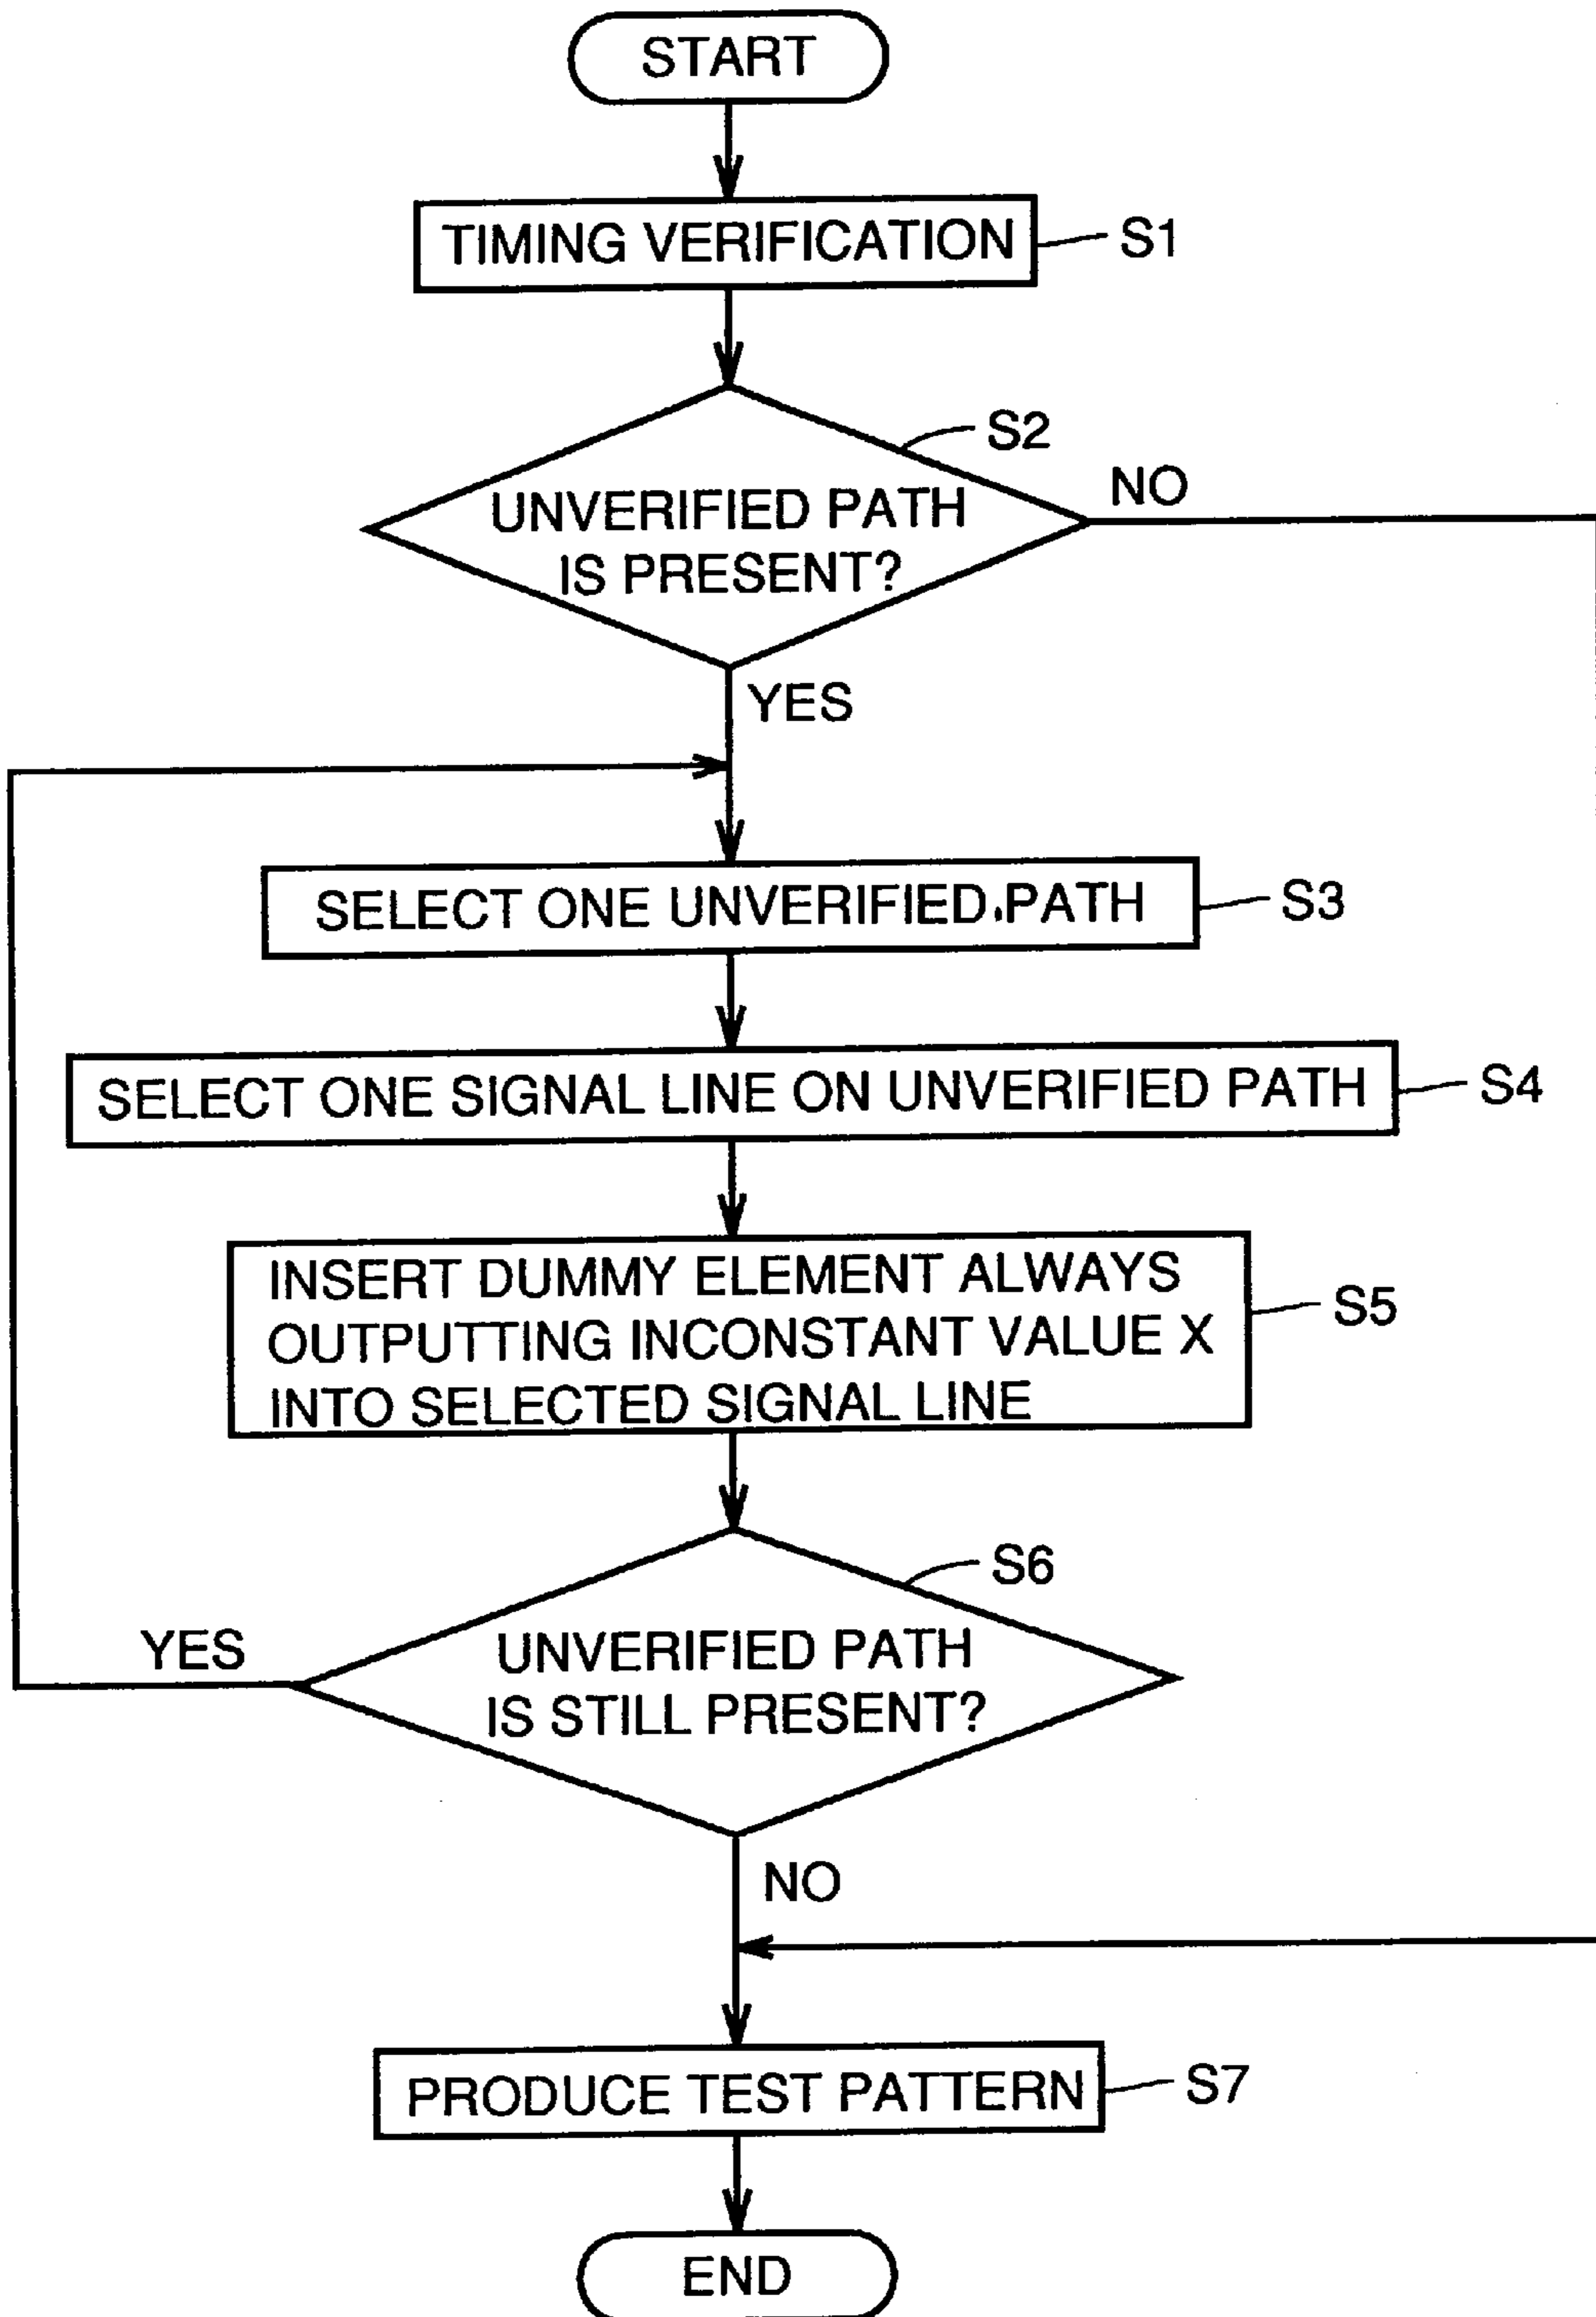 START
TIMING VERIFICATION
S1
S2
UNVERIFIED PATH
IS PRESENT?
NO
YES
SELECT ONE UNVERIFIED PATH
S3
SELECT ONE SIGNAL LINE ON UNVERIFIED PATH
S4
INSERT DUMMY ELEMENT ALWAYS
OUTPUTTING INCONSTANT VALUE X
INTO SELECTED SIGNAL LINE
S5
S6
UNVERIFIED PATH
IS STILL PRESENT?
YES
NO
PRODUCE TEST PATTERN
S7
END